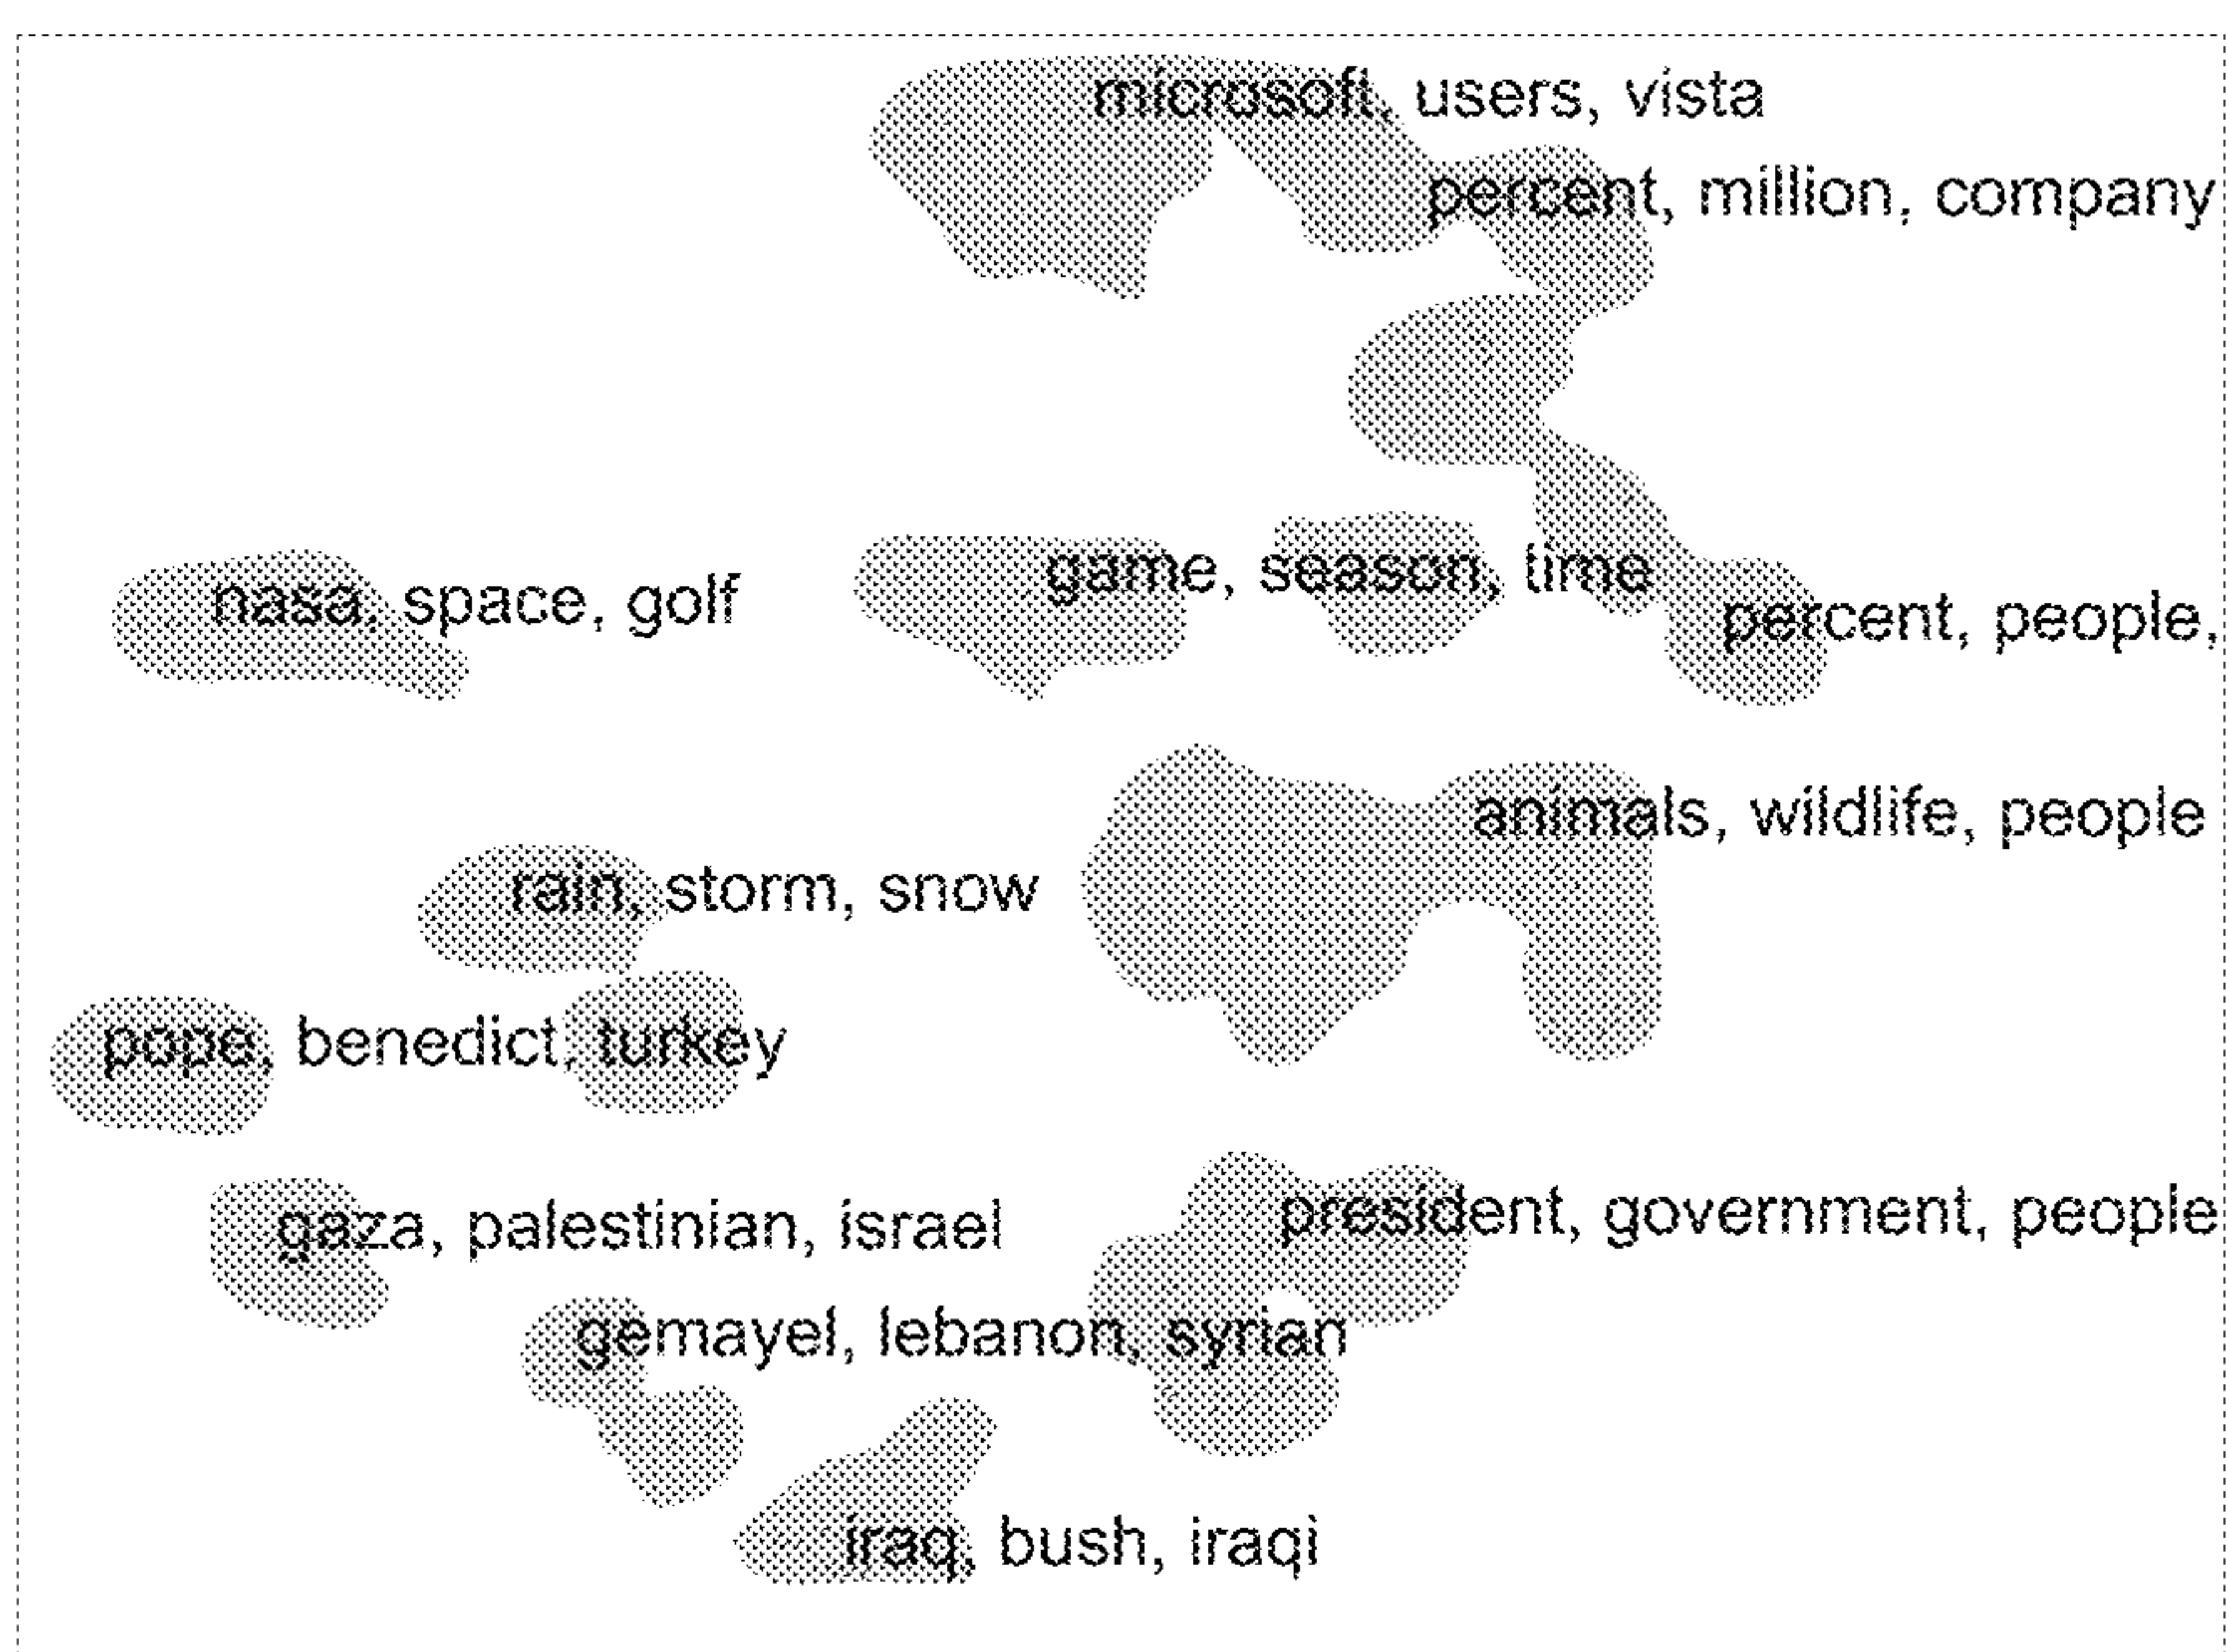 microsoft, users, vista
percent, million, company
game, season, time
nasa, space, golf
percent, people,
animals, wildlife, people
rain, storm, snow
pope, benedict, turkey
president, government, people
gaza, palestinian, israel
gemayel, lebanon, syrian
iraq, bush, iraqi